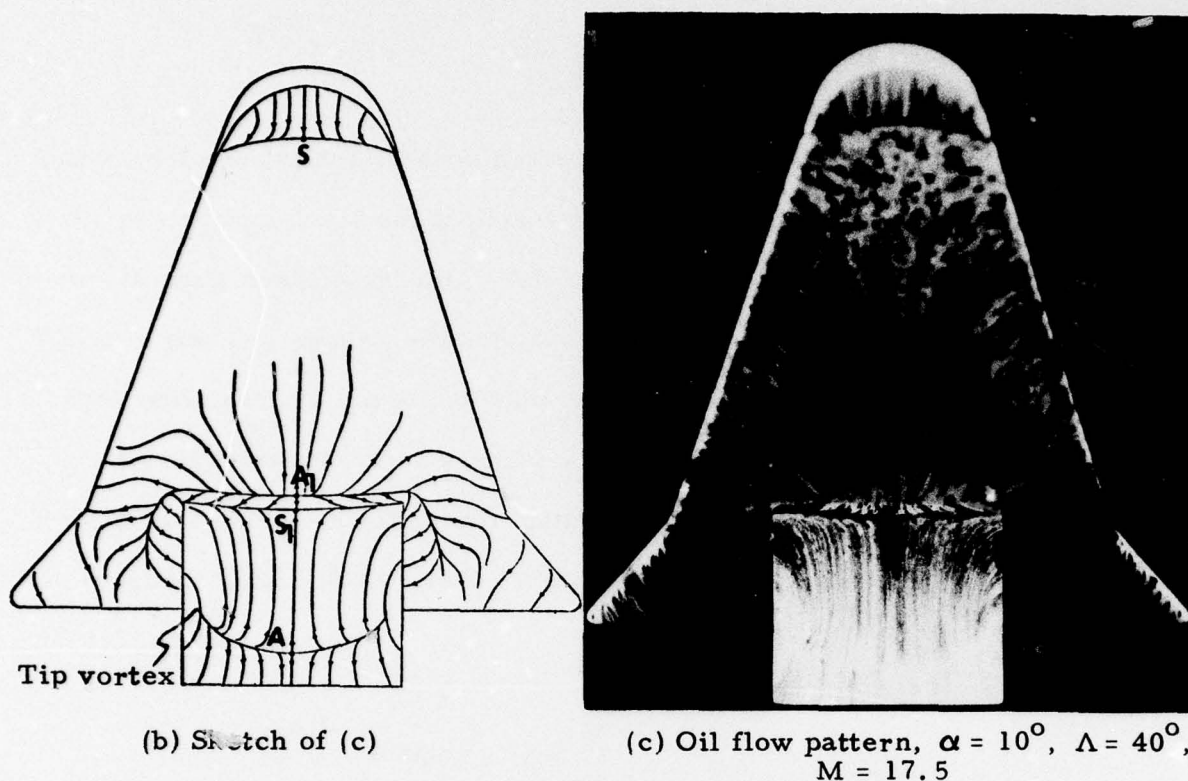 S
A1
S1
A
Tip vortex
(b) Sketch of (c)
(c) Oil flow pattern, α = 10°, Λ = 40°,
M = 17.5